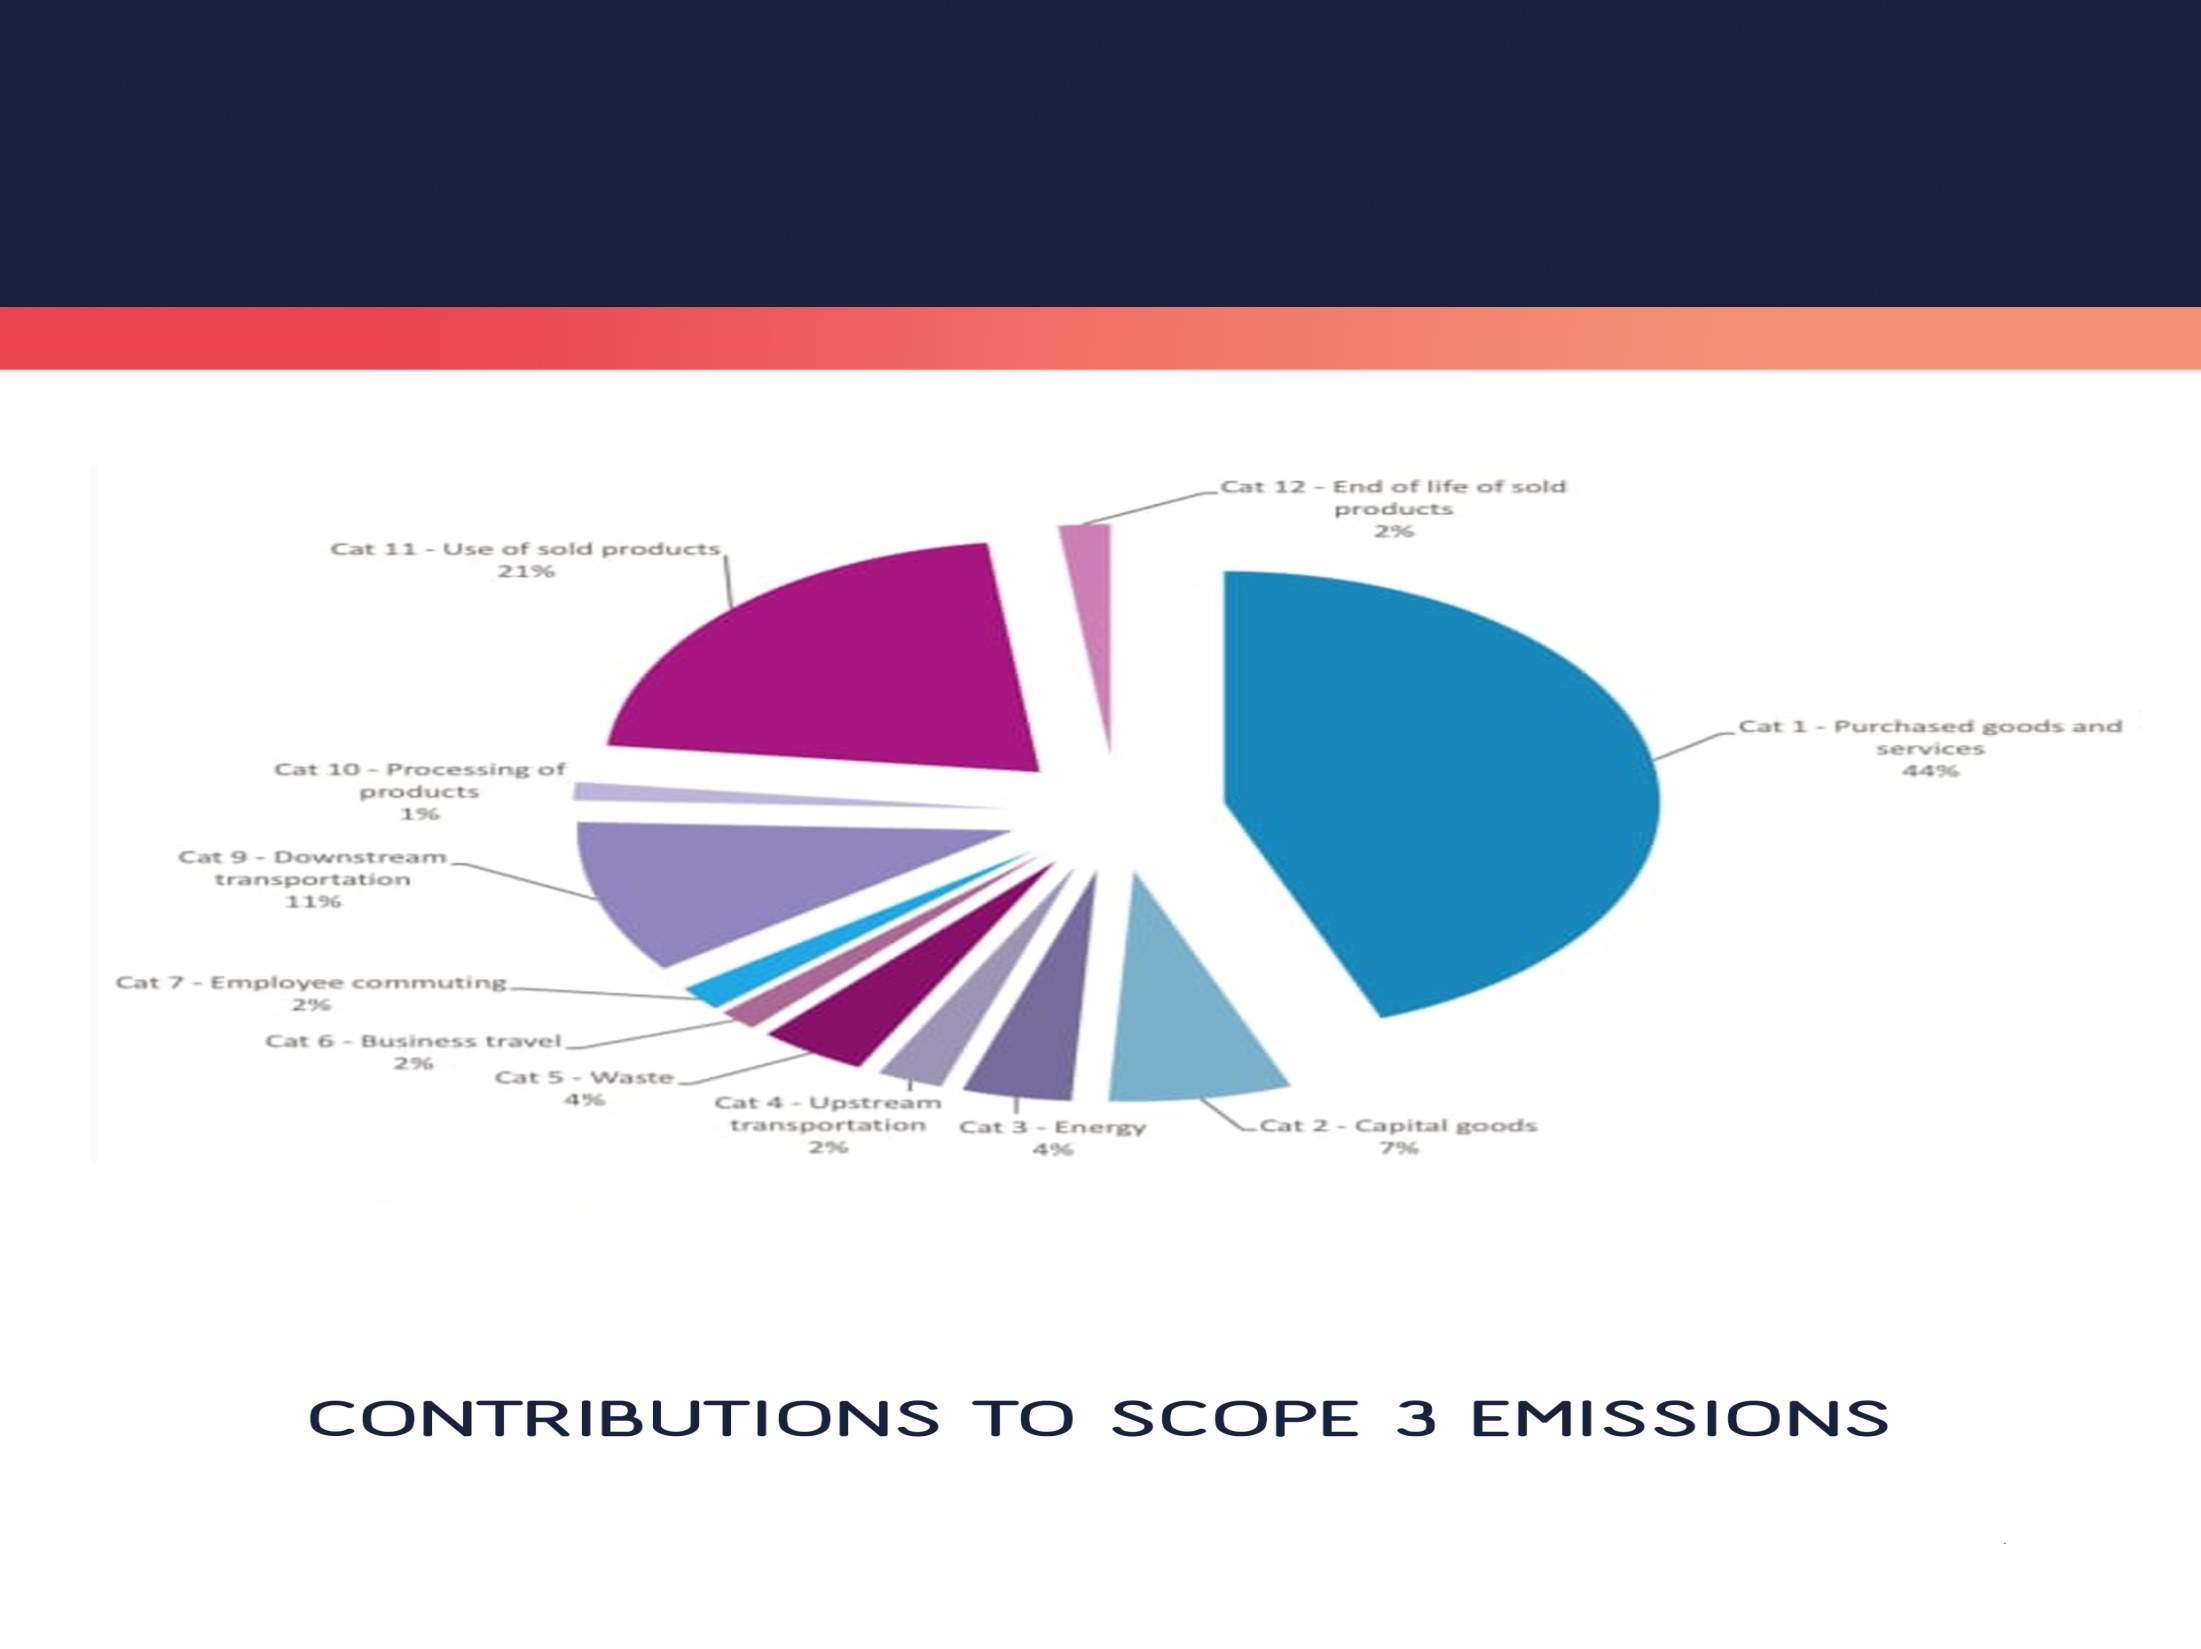 Cat 12 - End of life of sold
products
2%
Cat 11 - Use of sold products
21%
Cat 1 - Purchased goods and
services
44%
Cat 10 - Processing of
products
1%
Cat 9 - Downstream
transportation
11%
Cat 7 - Employee commuting
2%
Cat 6 - Business travel
2%
Cat 5 - Waste
4%
Cat 4 - Upstream
transportation
2%
Cat 3 - Energy
4%
Cat 2 - Capital goods
7%
CONTRIBUTIONS TO SCOPE 3 EMISSIONS